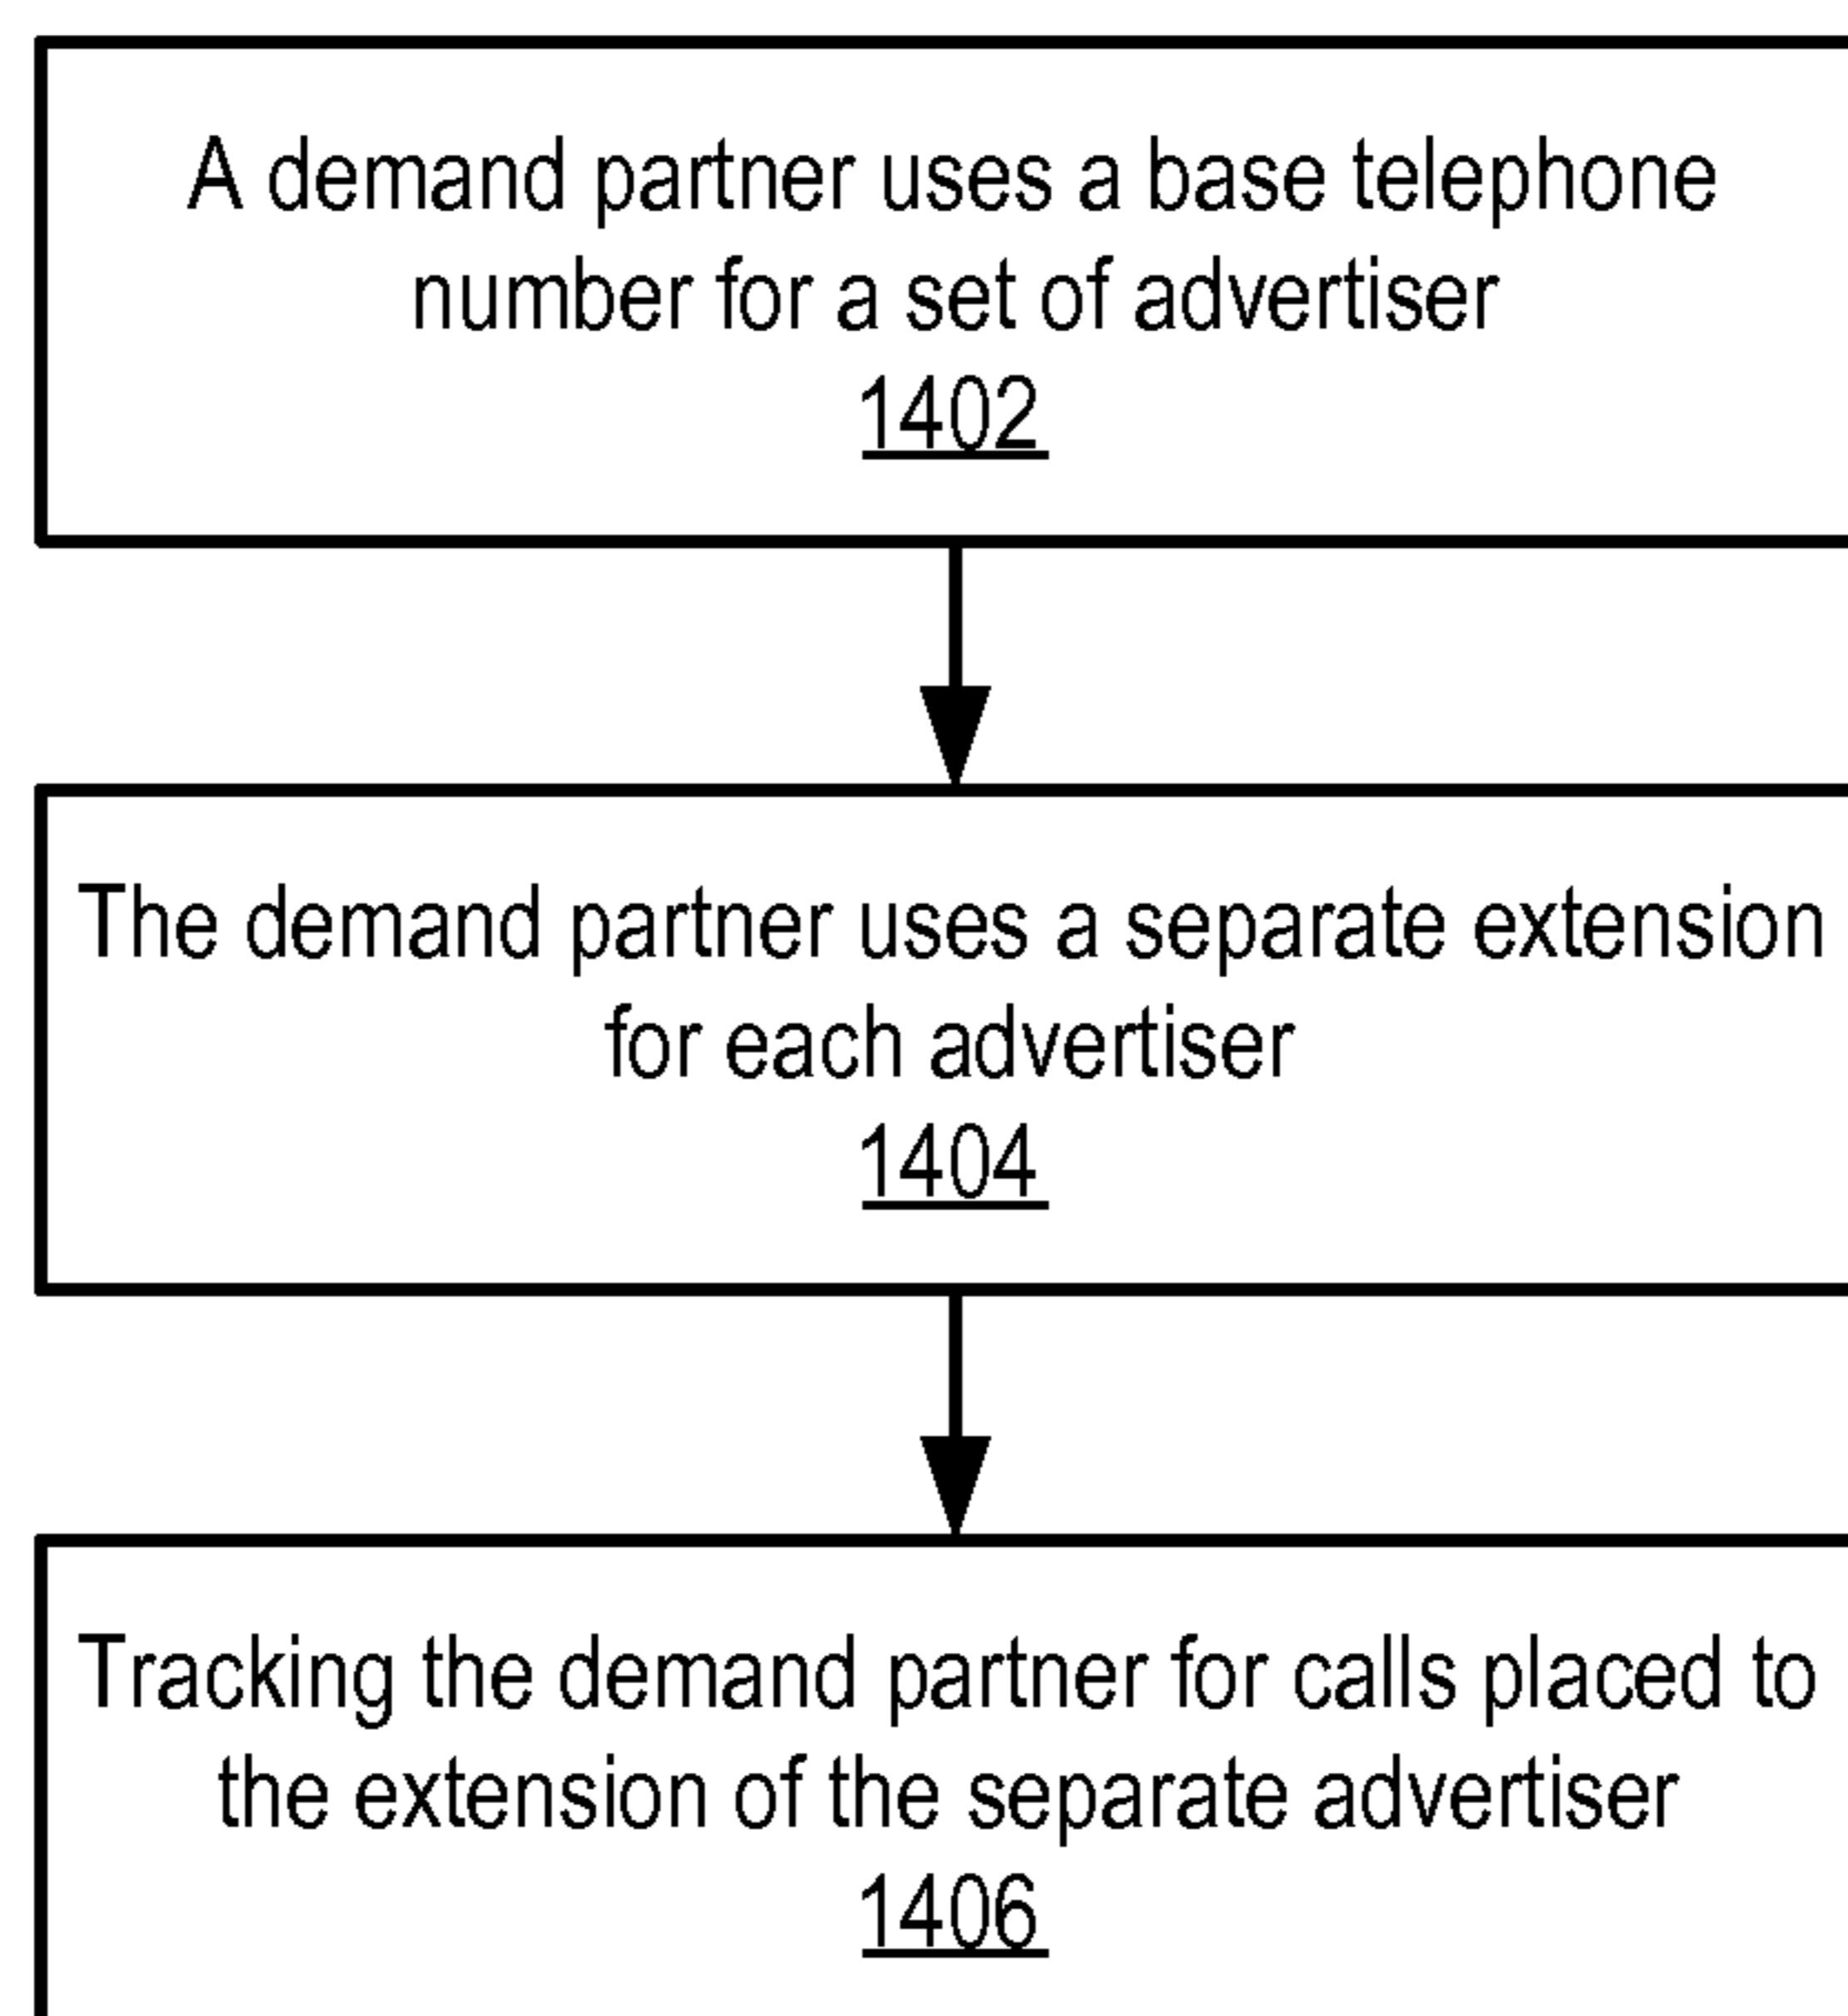 A demand partner uses a base telephone
number for a set of advertiser
1402
The demand partner uses a separate extension
for each advertiser
1404
Tracking the demand partner for calls placed to
the extension of the separate advertiser
1406